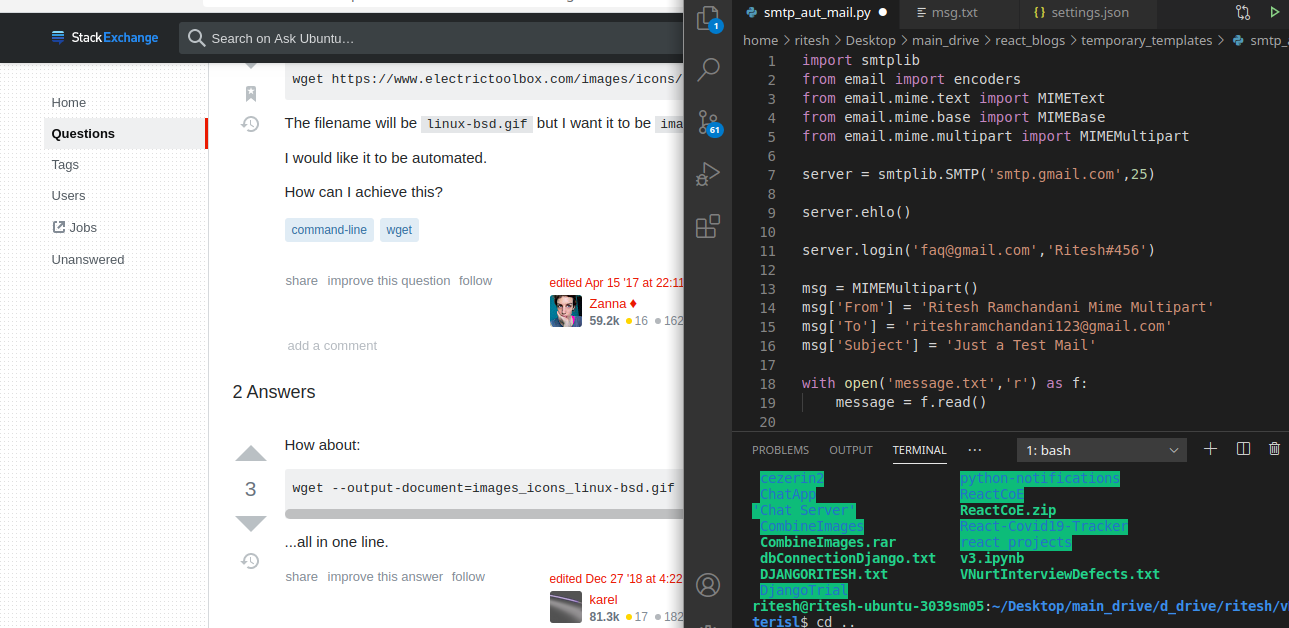 StackExchange
Search on Ask Ubuntu…
Home
Questions
Tags
Users
Jobs
Unanswered
wget https://www.electrictoolbox.com/images/icons/
The filename will be linux-bsd.gif but I want it to be ima
I would like it to be automated.
How can I achieve this?
command-line wget
share improve this question follow
edited Apr 15 '17 at 22:11
Zanna ♦
59.2k 16 162
add a comment
2 Answers
How about:
3
wget --output-document=images_icons_linux-bsd.gif
...all in one line.
share improve this answer follow
edited Dec 27 '18 at 4:22
karel
81.3k 17 182
1
61
smtp_aut_mail.py ● msg.txt {} settings.json
home > ritesh > Desktop > main_drive > react_blogs > temporary_templates > smtp_
1 import smtplib
2 from email import encoders
3 from email.mime.text import MIMEText
4 from email.mime.base import MIMEBase
5 from email.mime.multipart import MIMEMultipart
6
7 server = smtplib.SMTP('smtp.gmail.com',25)
8
9 server.ehlo()
10
11 server.login('faq@gmail.com','Ritesh#456')
12
13 msg = MIMEMultipart()
14 msg['From'] = 'Ritesh Ramchandani Mime Multipart'
15 msg['To'] = 'riteshramchandani123@gmail.com'
16 msg['Subject'] = 'Just a Test Mail'
17
18 with open('message.txt','r') as f:
19 message = f.read()
20
PROBLEMS OUTPUT TERMINAL ··· 1: bash
cezerin2 python-notifications
ChatApp ReactCoE
'Chat Server' ReactCoE.zip
CombineImages React-Covid19-Tracker
CombineImages.rar react_projects
dbConnectionDjango.txt v3.ipynb
DJANGORITESH.txt VNurtInterviewDefects.txt
DjangoTrial
ritesh@ritesh-ubuntu-3039sm05:~/Desktop/main_drive/d_drive/ritesh/v
terisl$ cd ..